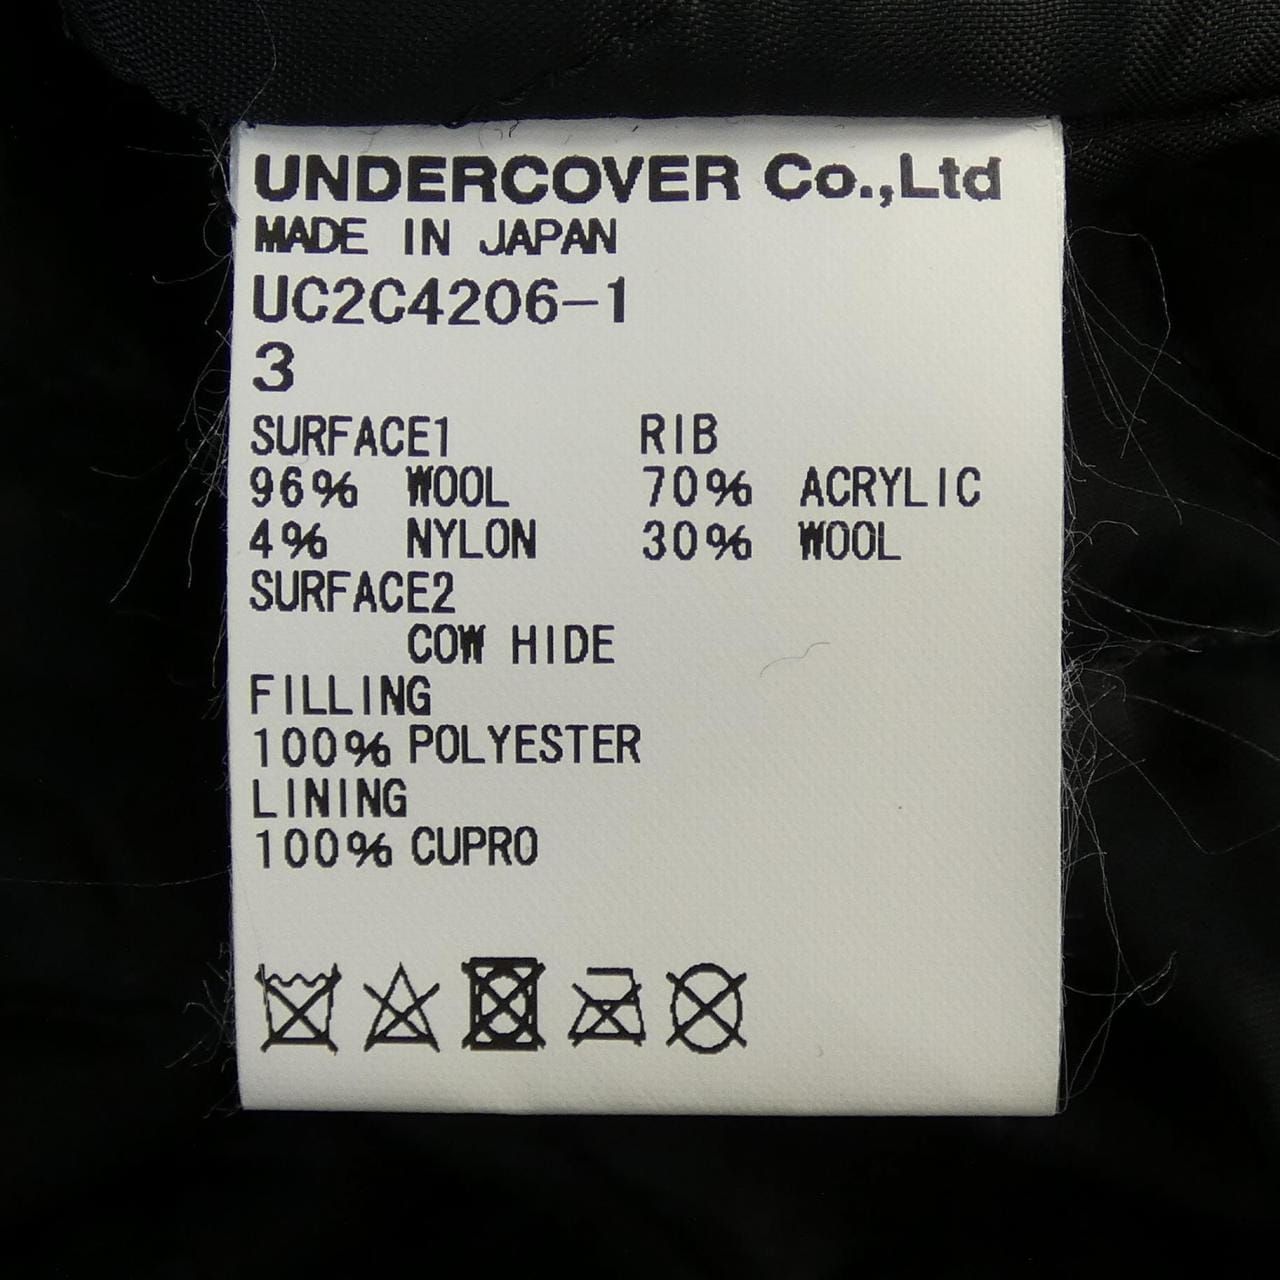 UNDERCOVER Co.,Ltd
MADE IN JAPAN
UC2C4206-1
3
SURFACE1 RIB
96% WOOL 70% ACRYLIC
4% NYLON 30% WOOL
SURFACE2
COW HIDE
FILLING
100% POLYESTER
LINING
100% CUPRO